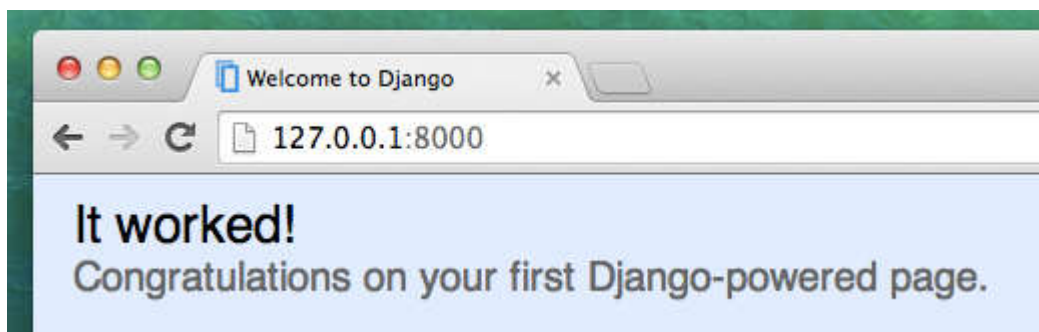 Welcome to Django
127.0.0.1:8000
It worked!
Congratulations on your first Django-powered page.